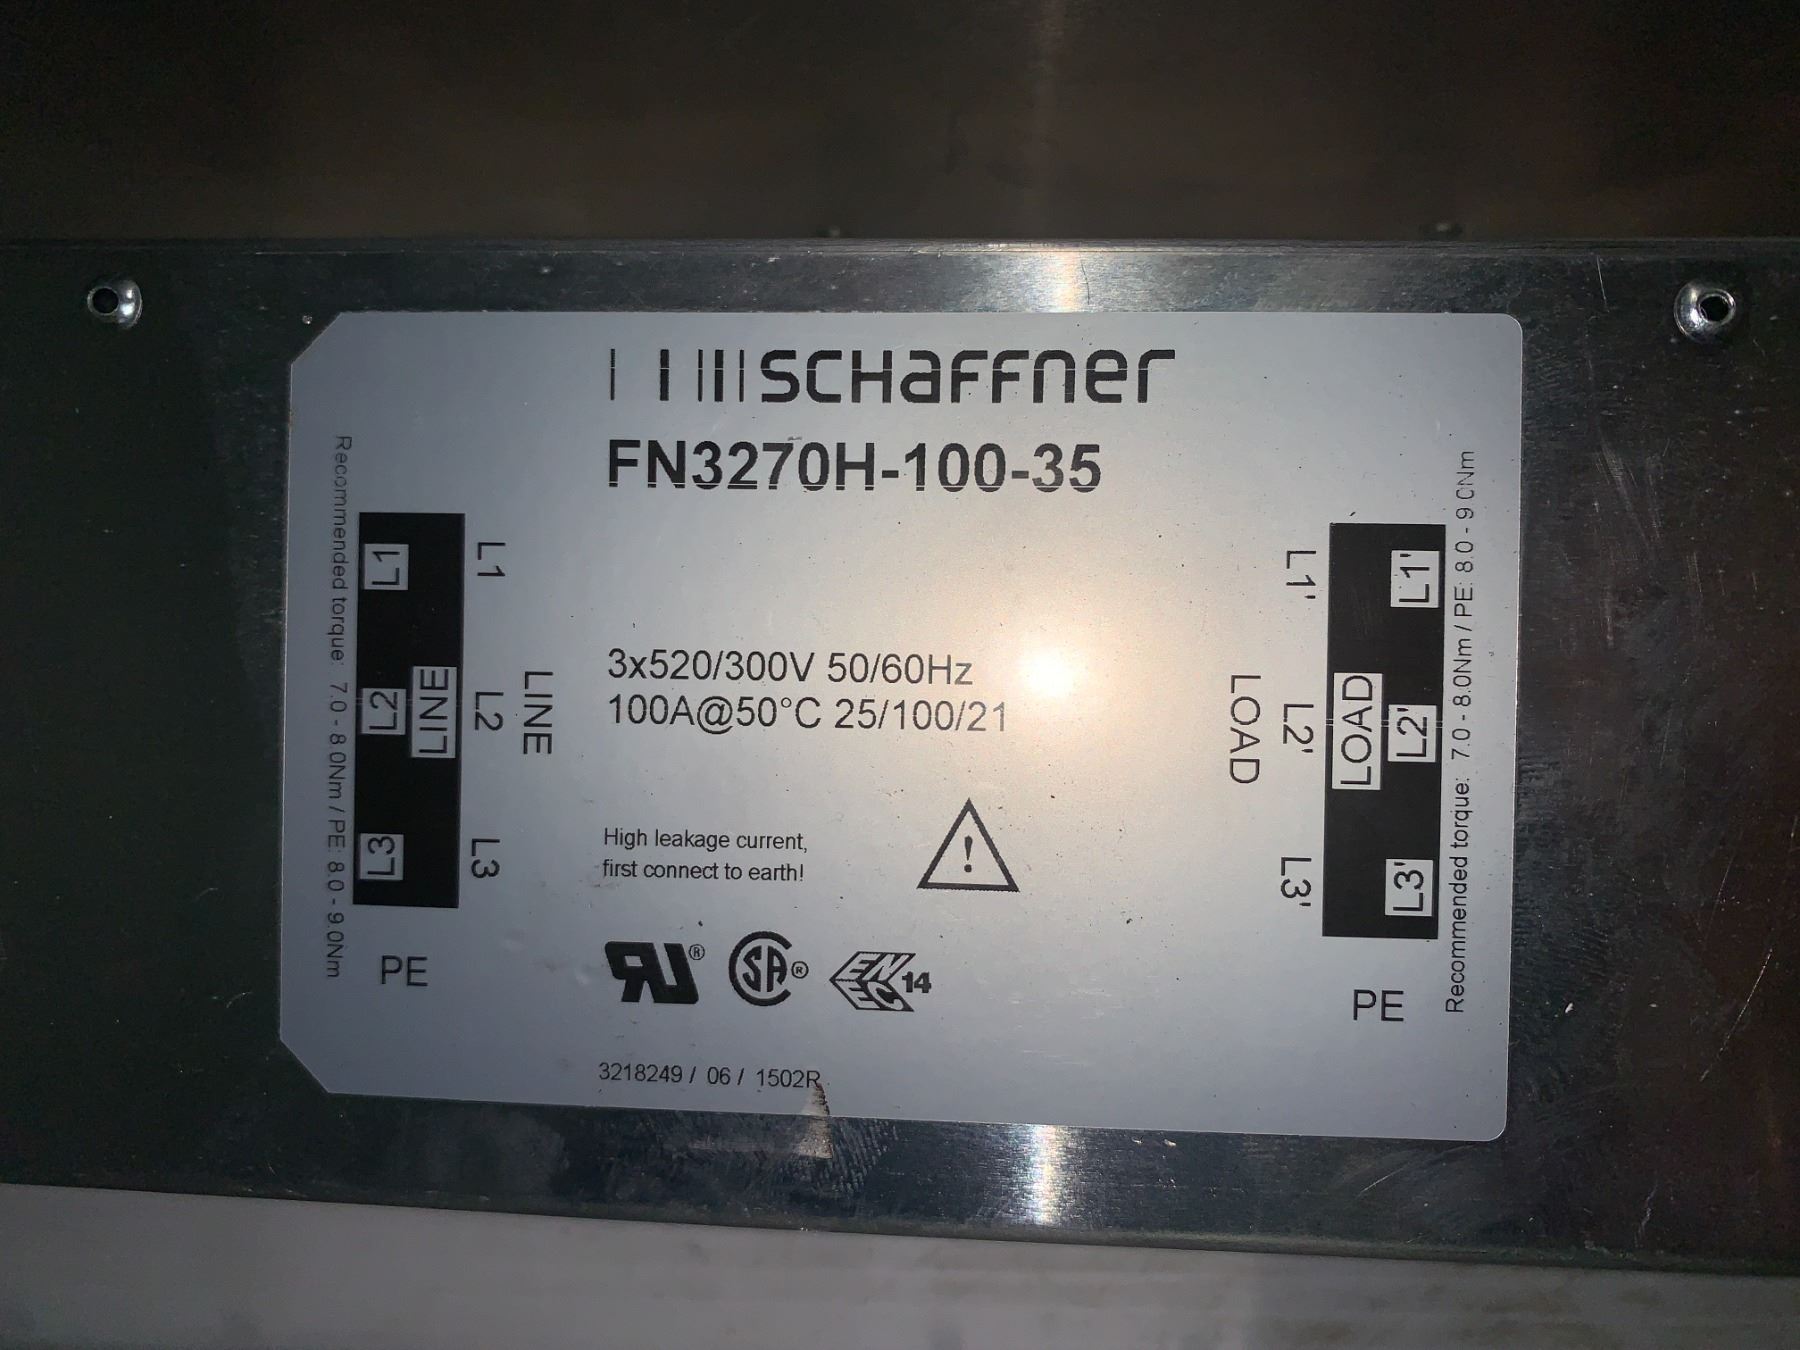 SCHAFFNER
FN3270H-100-35
Recommended torque: 7.0 - 8.0Nm / PE: 8.0 - 9.0Nm
L1
L2
L3
LINE
L1
L2
L3
LINE
PE
3x520/300V 50/60Hz
100A@50°C 25/100/21
High leakage current,
first connect to earth!
!
RU®
SA®
ENEC 14
3218249 / 06 / 1502R
LOAD
L1'
L2'
L3'
LOAD
L1'
L2'
L3'
PE
Recommended torque: 7.0 - 8.0Nm / PE: 8.0 - 9.0Nm